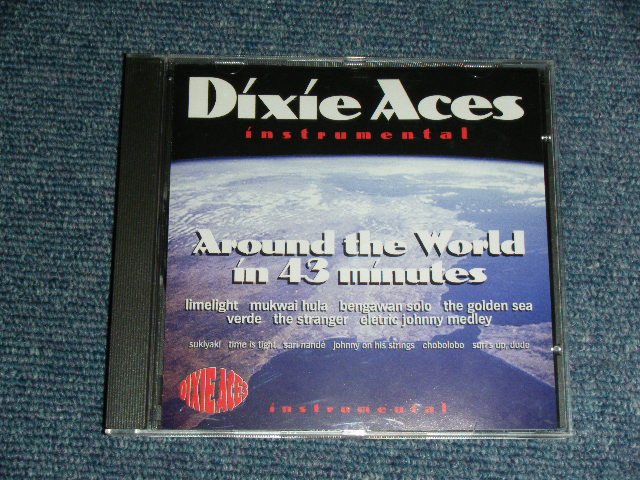 Dixie Aces
instrumental
Around the World
in 43 minutes
limelight mukwai hula bengawan solo the golden sea
verde the stranger eletric johnny medley
sukiyaki time is tight sari nandé johnny on his strings chobolobo surf's up, dude
DIXIE ACES
instrumental